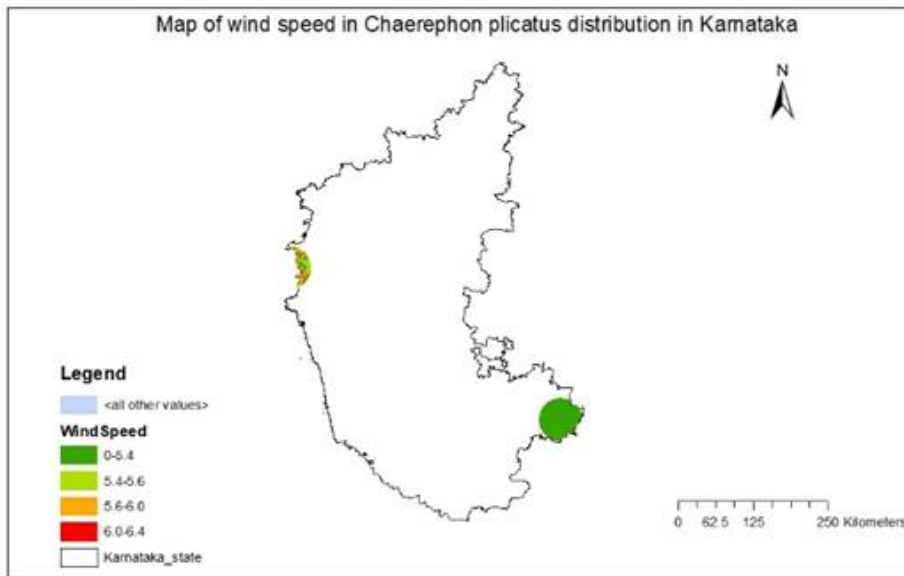 Map of wind speed in Chaerephon plicatus distribution in Karnataka
N
Legend
<all other values>
WindSpeed
0-5.4
5.4-5.6
5.6-6.0
6.0-6.4
Karnataka_state
0 62.5 125 250 Kilometers